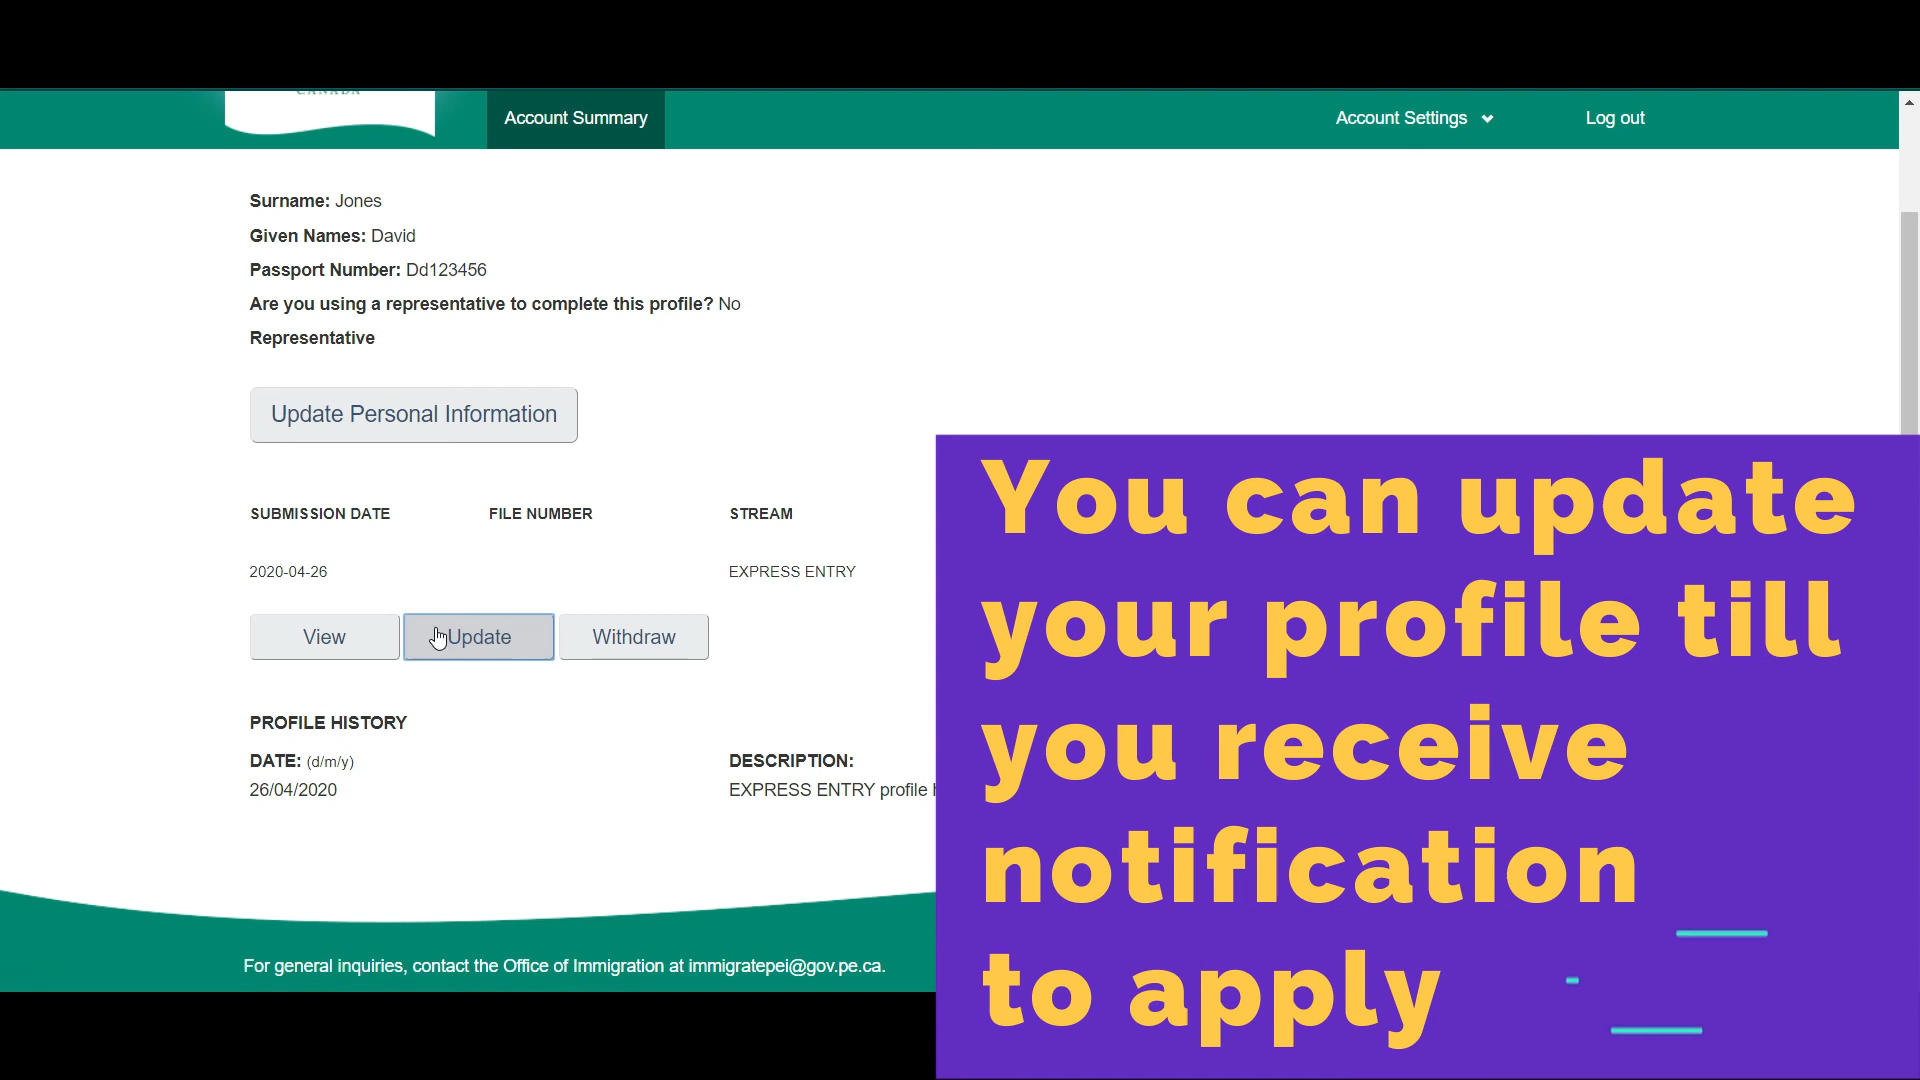 CANADA
Account Summary
Account Settings
Log out
Surname: Jones
Given Names: David
Passport Number: Dd123456
Are you using a representative to complete this profile? No
Representative
Update Personal Information
SUBMISSION DATE
FILE NUMBER
STREAM
2020-04-26
EXPRESS ENTRY
View
Update
Withdraw
PROFILE HISTORY
DATE: (d/m/y)
DESCRIPTION:
26/04/2020
EXPRESS ENTRY profile
For general inquiries, contact the Office of Immigration at immigratepei@gov.pe.ca.
You can update
your profile till
you receive
notification
to apply